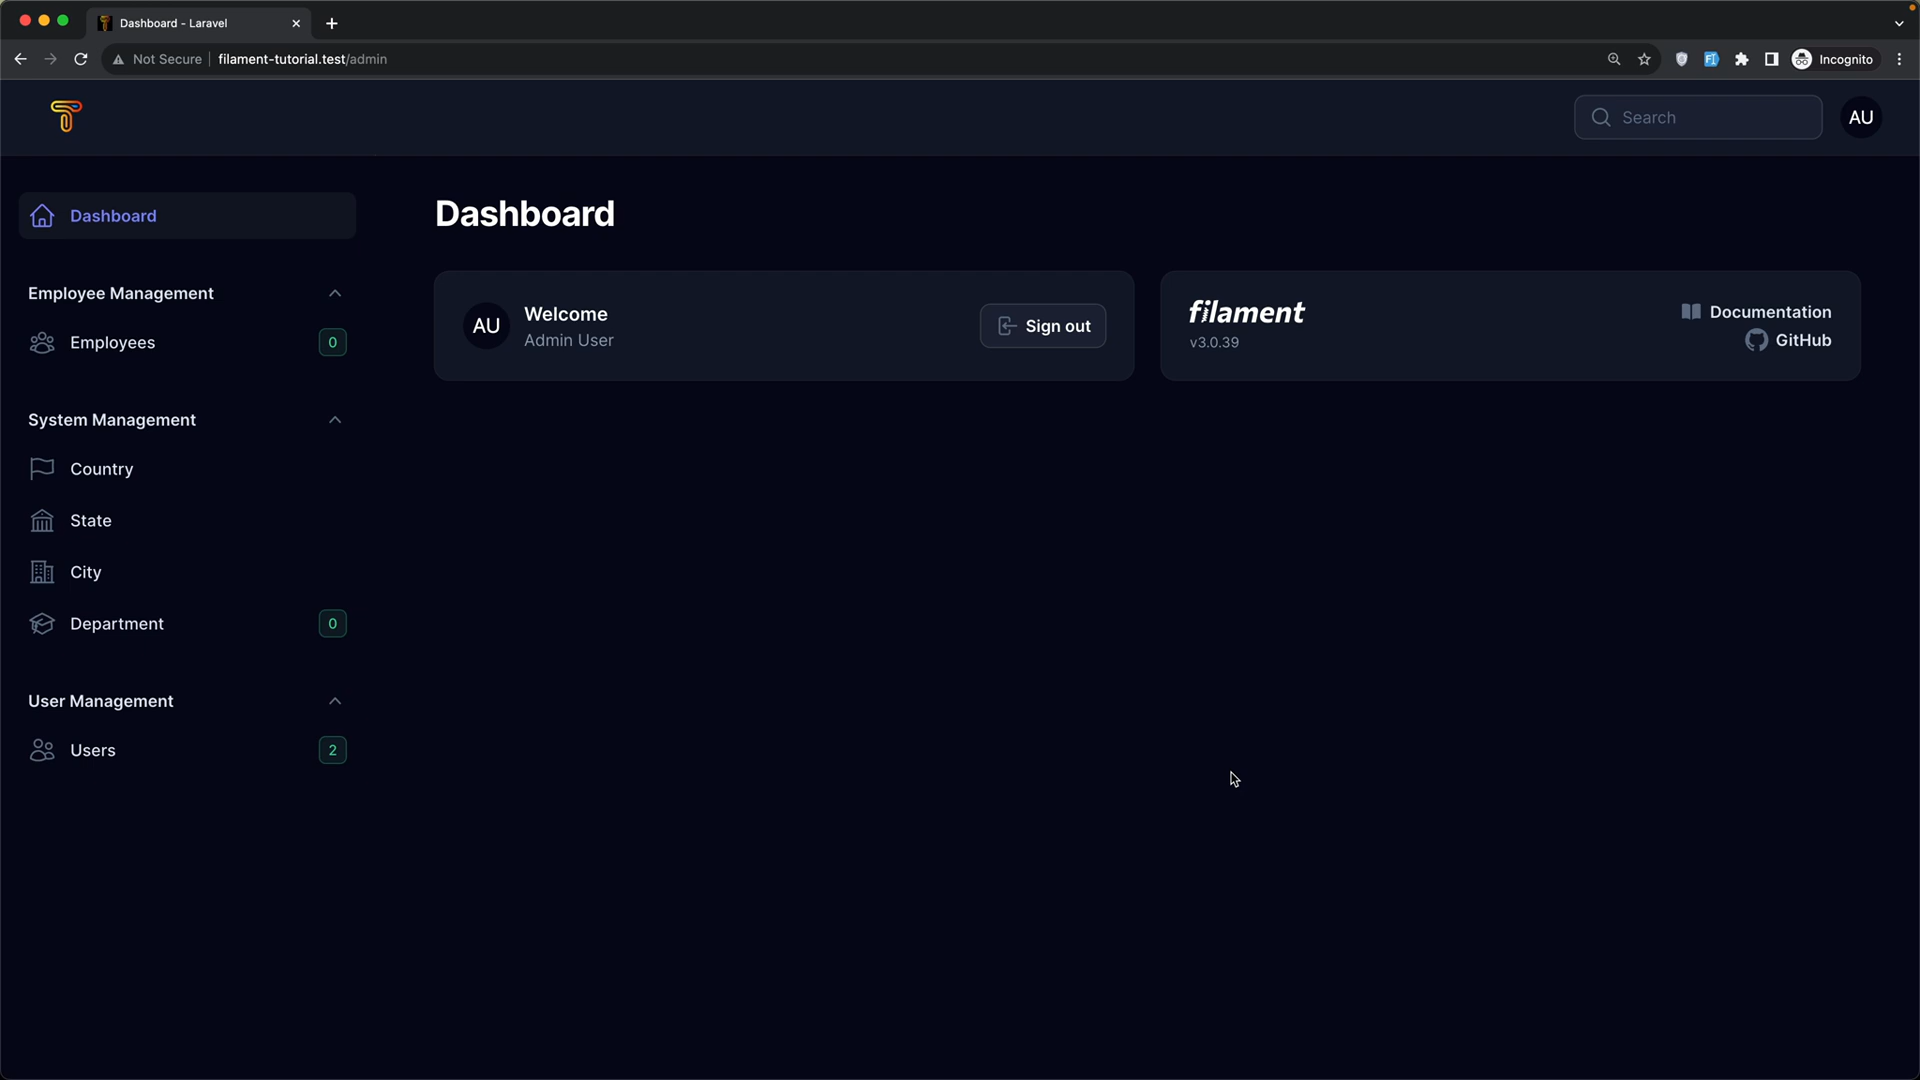 Dashboard - Laravel
Not Secure filament-tutorial.test/admin
Incognito
Search
AU
Dashboard
Employee Management
Employees 0
System Management
Country
State
City
Department 0
User Management
Users 2
Dashboard
AU
Welcome
Admin User
Sign out
filament
v3.0.39
Documentation
GitHub